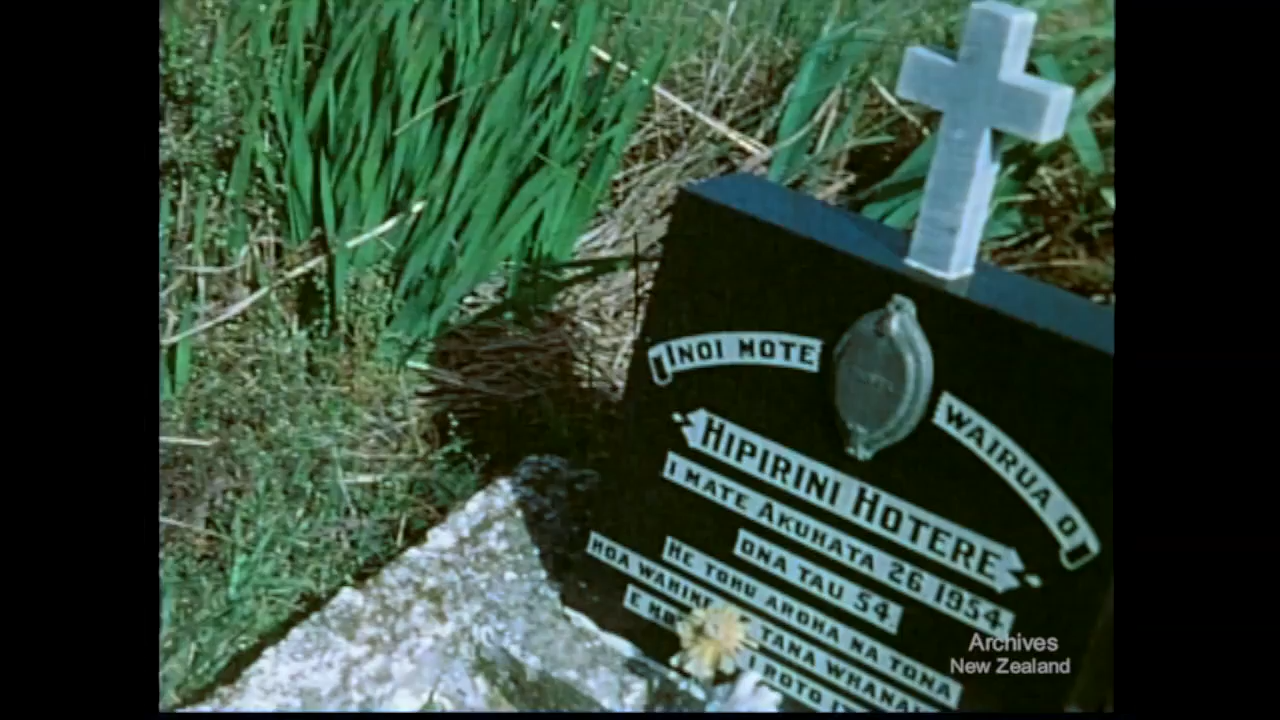 INOI MOTE WAIRUA O
HIPIRINI HOTERE
I MATE AKUHATA 26 1954
ONA TAU 54
HE TOHU AROHA NA TONA
HOA WAHINE TANA WHANAU
E I ROTO
Archives
New Zealand